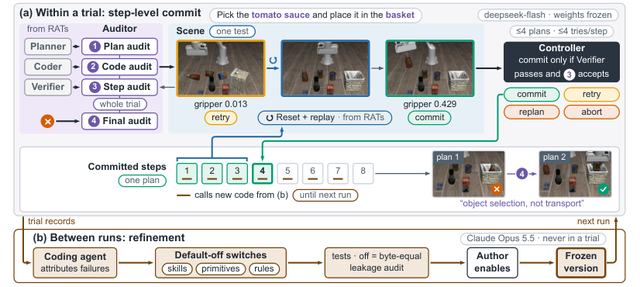 (a) Within a trial: step-level commit
Pick the tomato sauce and place it in the basket
deepseek-flash · weights frozen
from RATs
Auditor
Scene
one test
≤4 plans · ≤4 tries/step
Planner
1 Plan audit
Coder
2 Code audit
Verifier
3 Step audit
whole trial
4 Final audit
gripper 0.013
retry
gripper 0.429
commit
Reset + replay · from RATs
Controller
commit only if Verifier
passes and 3 accepts
commit
retry
replan
abort
Committed steps
one plan
1 2 3 4 5 6 7 8
calls new code from (b)
until next run
plan 1
4
plan 2
"object selection, not transport"
trial records
next run
(b) Between runs: refinement
Claude Opus 5.5 · never in a trial
Coding agent
attributes failures
Default-off switches
skills
primitives
rules
tests · off = byte-equal
leakage audit
Author
enables
Frozen
version